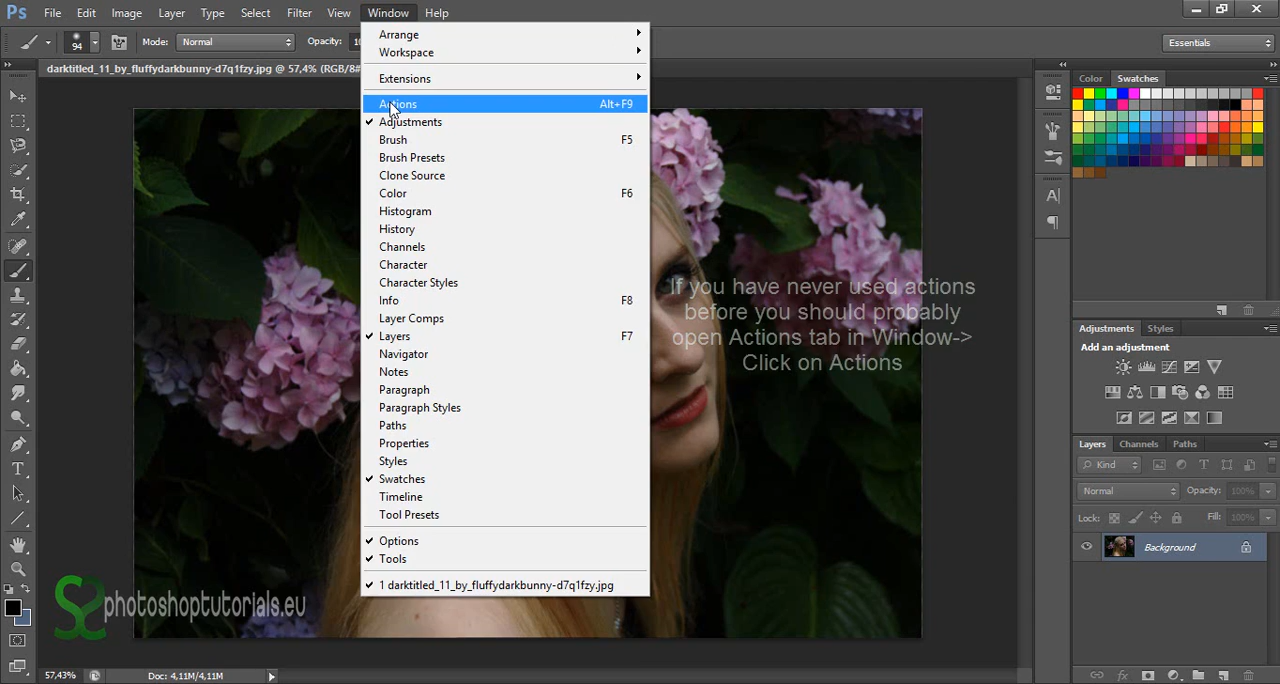 Ps File Edit Image Layer Type Select Filter View Window Help
94 Mode: Normal Opacity: Essentials
darktitled_11_by_fluffydarkbunny-d7q1fzy.jpg @ 57,4% (RGB/8#
Arrange
Workspace
Extensions
Actions Alt+F9
Adjustments
Brush F5
Brush Presets
Clone Source
Color F6
Histogram
History
Channels
Character
Character Styles
Info F8
Layer Comps
Layers F7
Navigator
Notes
Paragraph
Paragraph Styles
Paths
Properties
Styles
Swatches
Timeline
Tool Presets
Options
Tools
1 darktitled_11_by_fluffydarkbunny-d7q1fzy.jpg
If you have never used actions
before you should probably
open Actions tab in Window->
Click on Actions
Color Swatches
Adjustments Styles
Add an adjustment
Layers Channels Paths
Kind
Normal Opacity: 100%
Lock: Fill: 100%
Background
photoshoptutorials.eu
57,43% Doc: 4,11M/4,11M